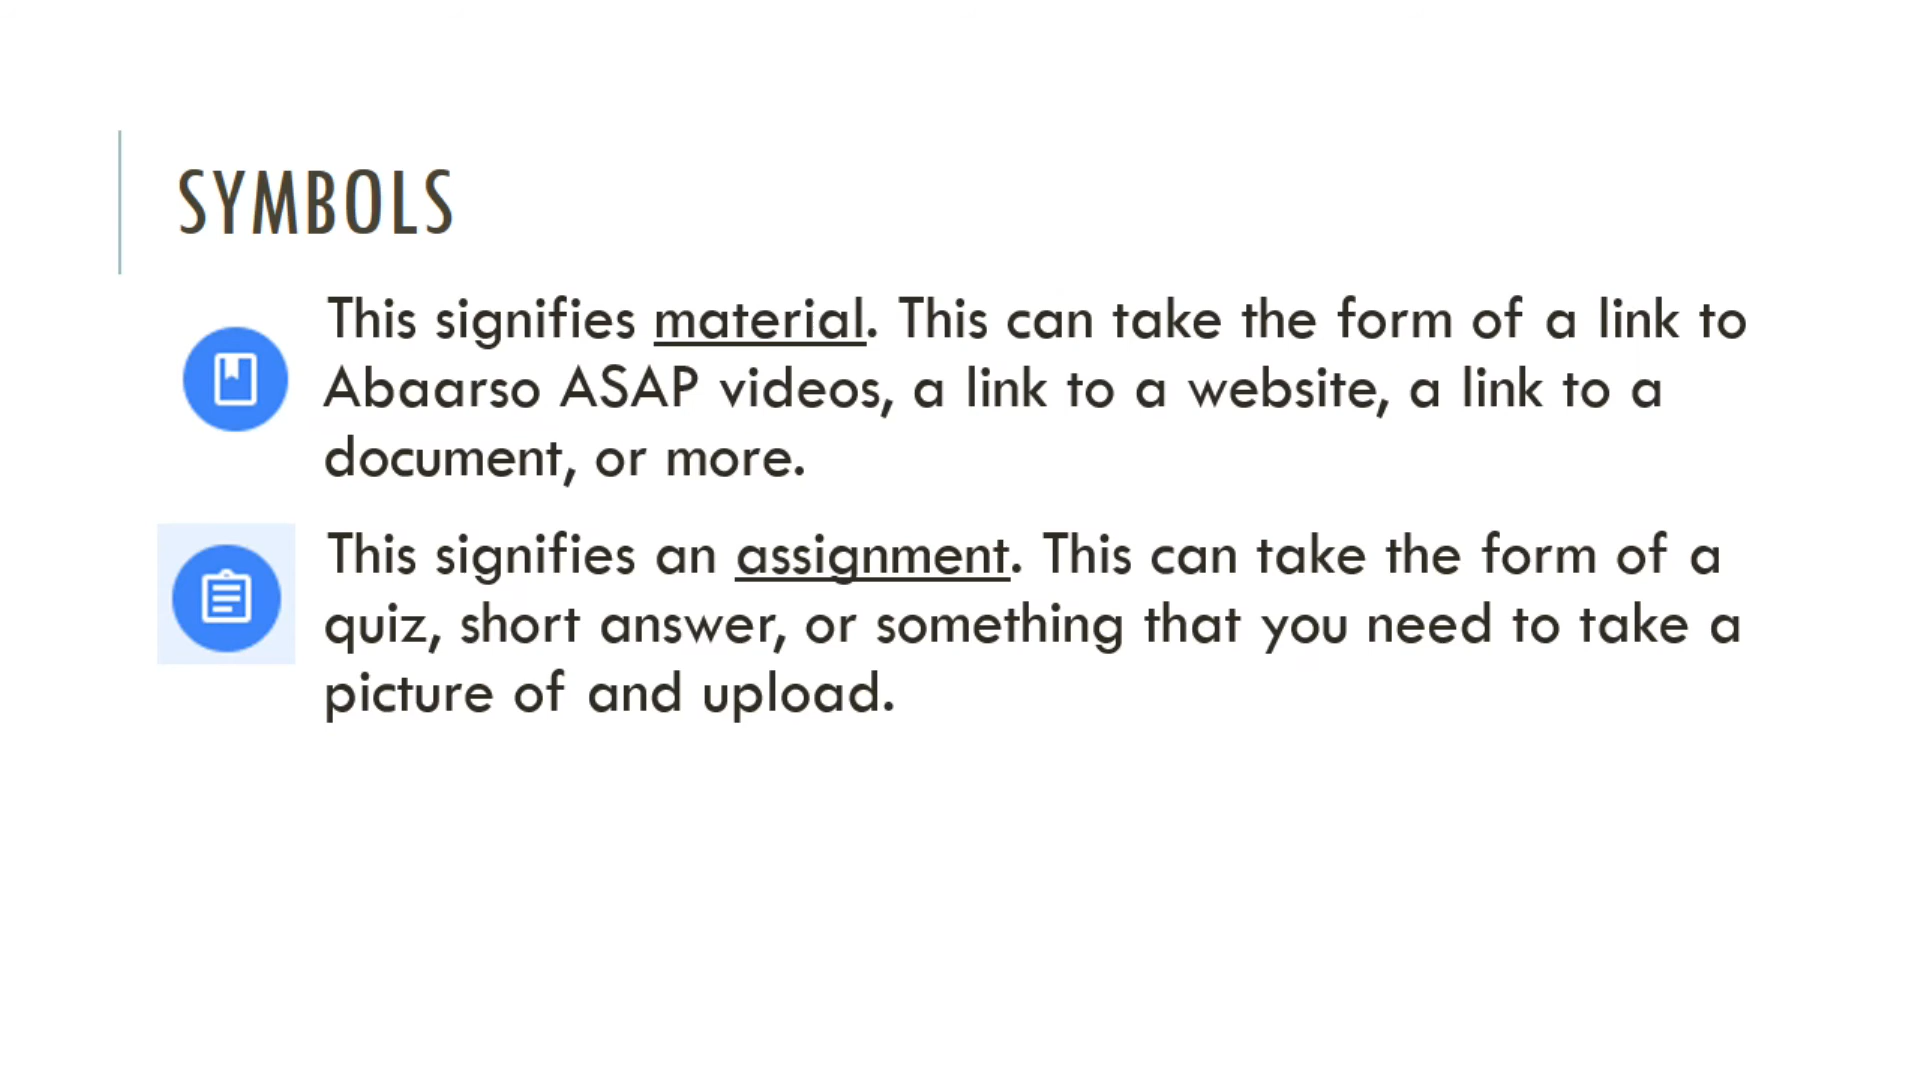 SYMBOLS
This signifies material. This can take the form of a link to
Abaarso ASAP videos, a link to a website, a link to a
document, or more.
This signifies an assignment. This can take the form of a
quiz, short answer, or something that you need to take a
picture of and upload.